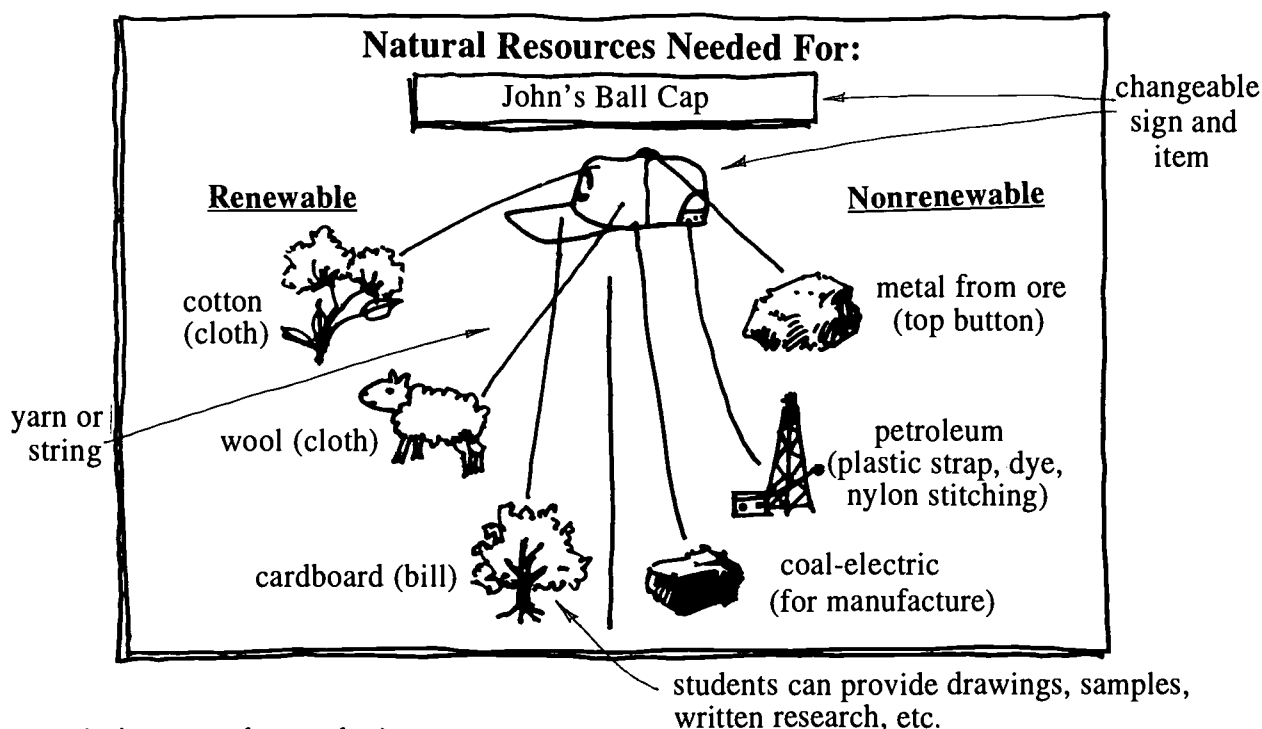 Natural Resources Needed For:
John's Ball Cap
changeable
sign and
item
Renewable
Nonrenewable
cotton
(cloth)
metal from ore
(top button)
yarn or
string
wool (cloth)
petroleum
(plastic strap, dye,
nylon stitching)
cardboard (bill)
coal-electric
(for manufacture)
students can provide drawings, samples,
written research, etc.